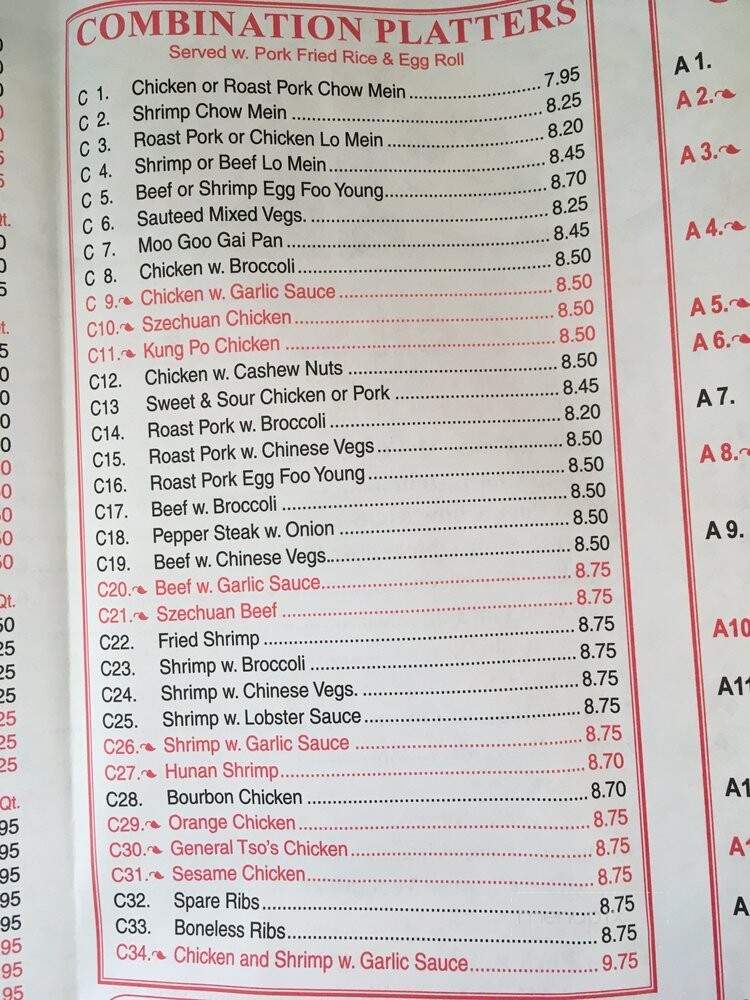 COMBINATION PLATTERS
Served w. Pork Fried Rice & Egg Roll
C 1. Chicken or Roast Pork Chow Mein 7.95
C 2. Shrimp Chow Mein 8.25
C 3. Roast Pork or Chicken Lo Mein 8.20
C 4. Shrimp or Beef Lo Mein 8.45
C 5. Beef or Shrimp Egg Foo Young 8.70
C 6. Sauteed Mixed Vegs. 8.25
C 7. Moo Goo Gai Pan 8.45
C 8. Chicken w. Broccoli 8.50
C 9. Chicken w. Garlic Sauce 8.50
C10. Szechuan Chicken 8.50
C11. Kung Po Chicken 8.50
C12. Chicken w. Cashew Nuts 8.50
C13 Sweet & Sour Chicken or Pork 8.45
C14. Roast Pork w. Broccoli 8.20
C15. Roast Pork w. Chinese Vegs 8.50
C16. Roast Pork Egg Foo Young 8.50
C17. Beef w. Broccoli 8.50
C18. Pepper Steak w. Onion 8.50
C19. Beef w. Chinese Vegs. 8.50
C20. Beef w. Garlic Sauce 8.75
C21. Szechuan Beef 8.75
C22. Fried Shrimp 8.75
C23. Shrimp w. Broccoli 8.75
C24. Shrimp w. Chinese Vegs. 8.75
C25. Shrimp w. Lobster Sauce 8.75
C26. Shrimp w. Garlic Sauce 8.75
C27. Hunan Shrimp 8.70
C28. Bourbon Chicken 8.70
C29. Orange Chicken 8.75
C30. General Tso's Chicken 8.75
C31. Sesame Chicken 8.75
C32. Spare Ribs 8.75
C33. Boneless Ribs 8.75
C34. Chicken and Shrimp w. Garlic Sauce 9.75
A 1.
A 2.
A 3.
A 4.
A 5.
A 6.
A 7.
A 8.
A 9.
A10
A11